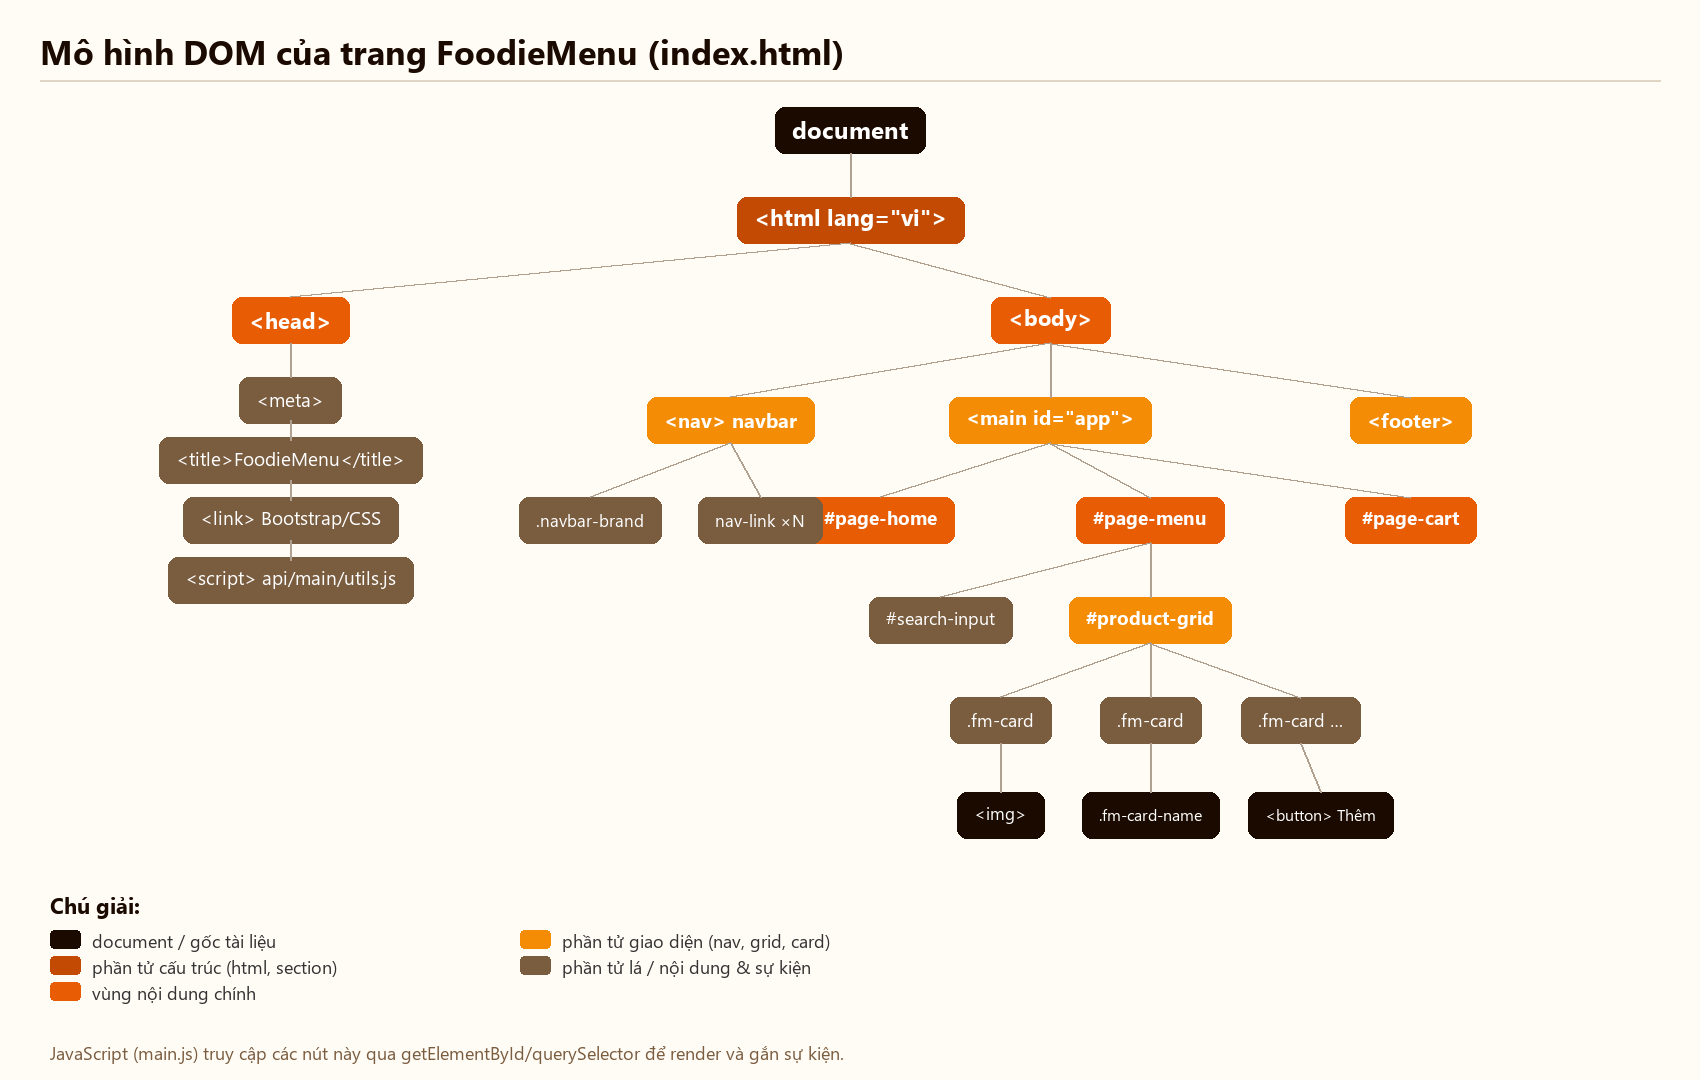 Mô hình DOM của trang FoodieMenu (index.html)
document
<html lang="vi">
<head>
<body>
<meta>
<nav> navbar
<main id="app">
<footer>
<title>FoodieMenu</title>
<link> Bootstrap/CSS
.navbar-brand
nav-link ×N
#page-home
#page-menu
#page-cart
<script> api/main/utils.js
#search-input
#product-grid
.fm-card
.fm-card
.fm-card ...
<img>
.fm-card-name
<button> Thêm
Chú giải:
document / gốc tài liệu
phần tử cấu trúc (html, section)
vùng nội dung chính
phần tử giao diện (nav, grid, card)
phần tử lá / nội dung & sự kiện
JavaScript (main.js) truy cập các nút này qua getElementById/querySelector để render và gắn sự kiện.